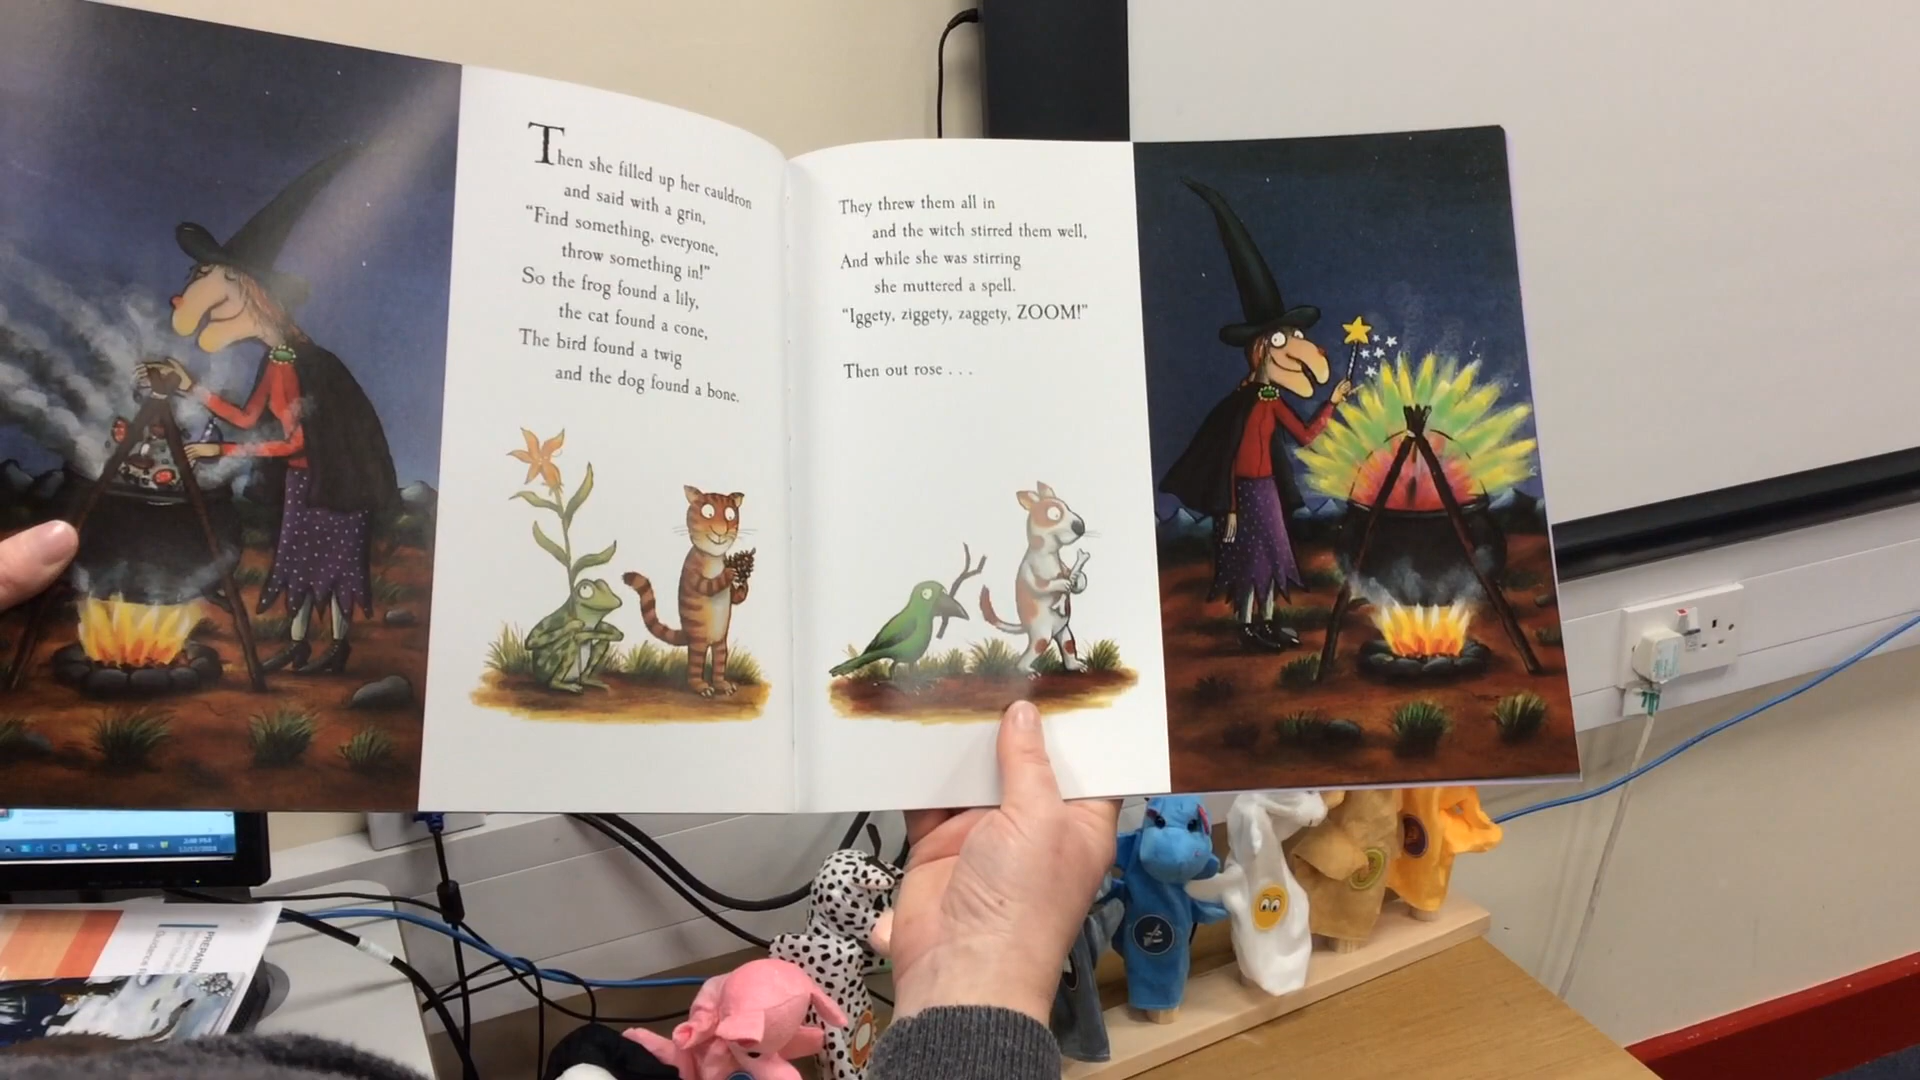 Then she filled up her cauldron
and said with a grin,
“Find something, everyone,
throw something in!”
So the frog found a lily,
the cat found a cone,
The bird found a twig
and the dog found a bone.
They threw them all in
and the witch stirred them well,
And while she was stirring
she muttered a spell.
“Iggety, ziggety, zaggety, ZOOM!”
Then out rose . . .
PREPARIN
Guidance